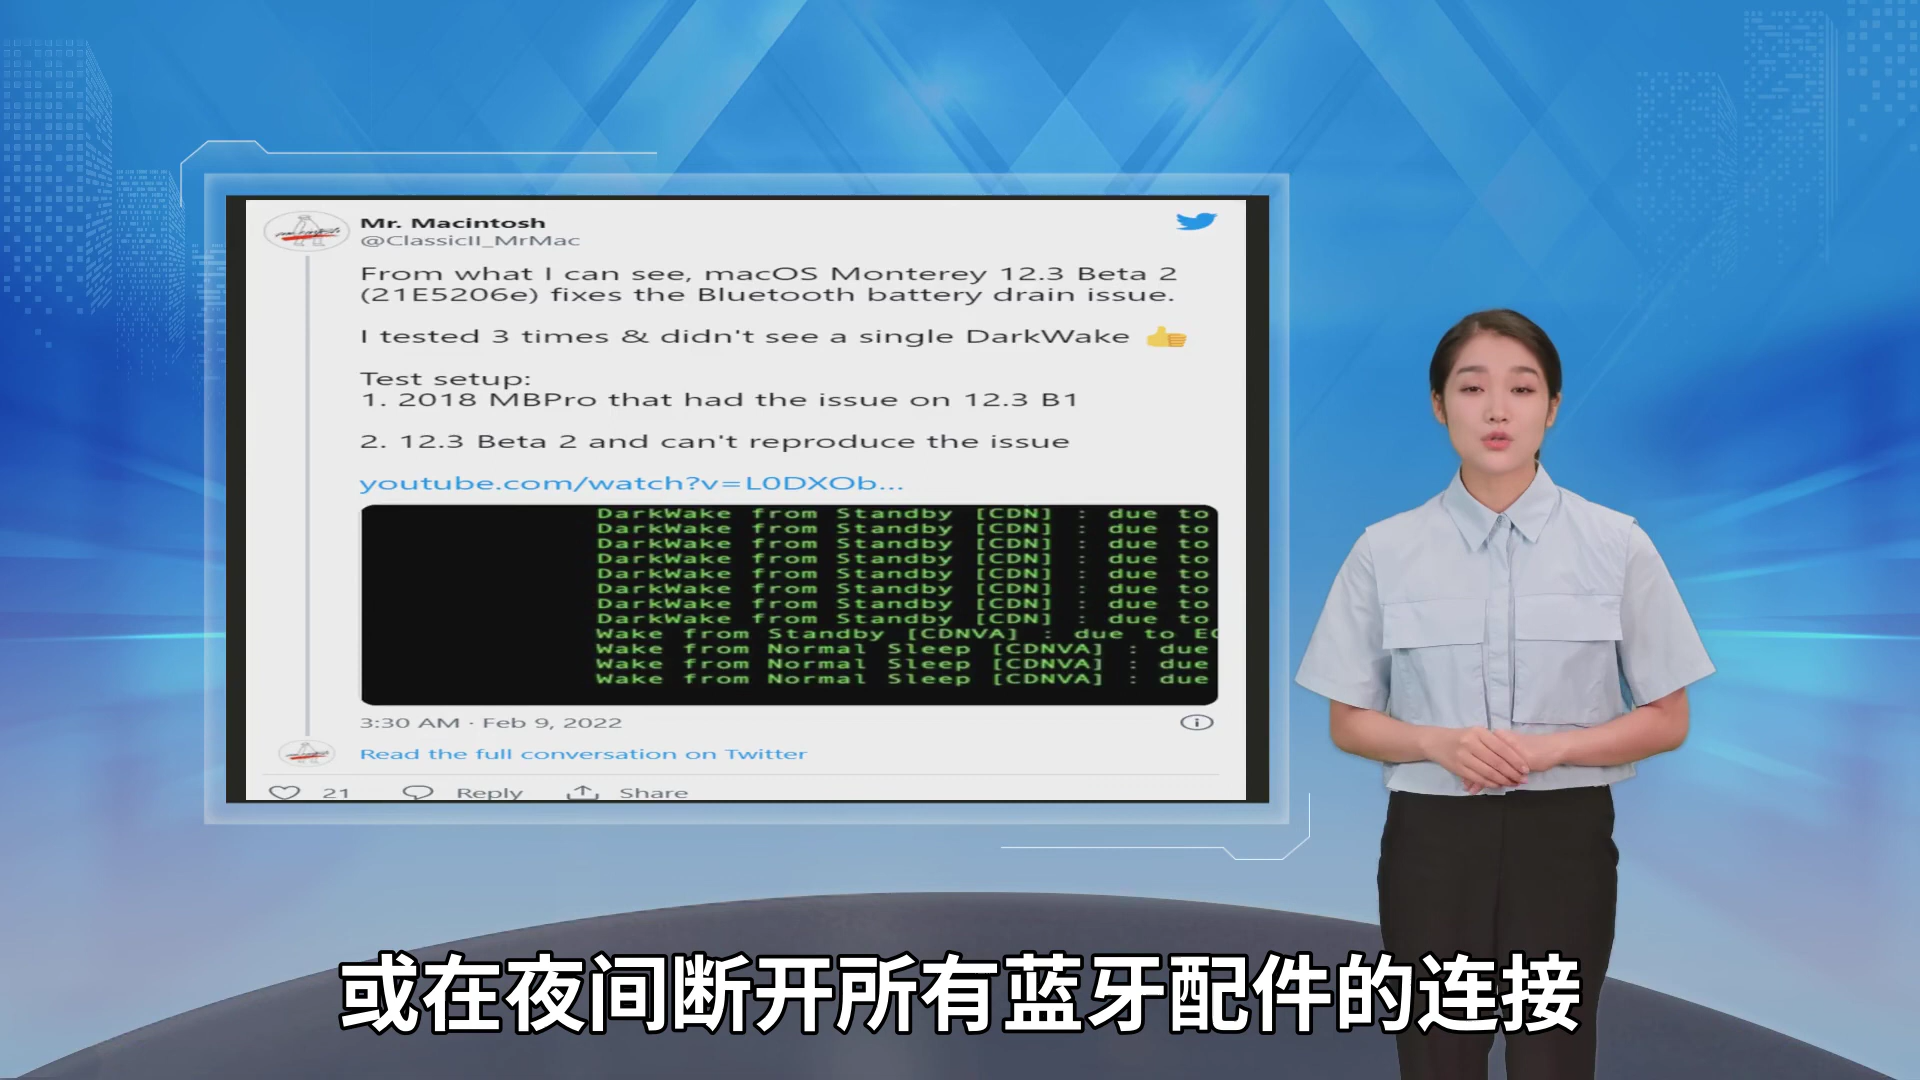 Mr. Macintosh
@ClassicII_MrMac
From what I can see, macOS Monterey 12.3 Beta 2
(21E5206e) fixes the Bluetooth battery drain issue.
I tested 3 times & didn't see a single DarkWake 👍
Test setup:
1. 2018 MBPro that had the issue on 12.3 B1
2. 12.3 Beta 2 and can't reproduce the issue
youtube.com/watch?v=L0DXOb...
DarkWake from Standby [CDN] : due to
DarkWake from Standby [CDN] : due to
DarkWake from Standby [CDN] : due to
DarkWake from Standby [CDN] : due to
DarkWake from Standby [CDN] : due to
DarkWake from Standby [CDN] : due to
DarkWake from Standby [CDN] : due to
DarkWake from Standby [CDN] : due to
Wake from Standby [CDNVA] : due to EC
Wake from Normal Sleep [CDNVA] : due
Wake from Normal Sleep [CDNVA] : due
Wake from Normal Sleep [CDNVA] : due
3:30 AM · Feb 9, 2022
Read the full conversation on Twitter
21 Reply Share
或在夜间断开所有蓝牙配件的连接